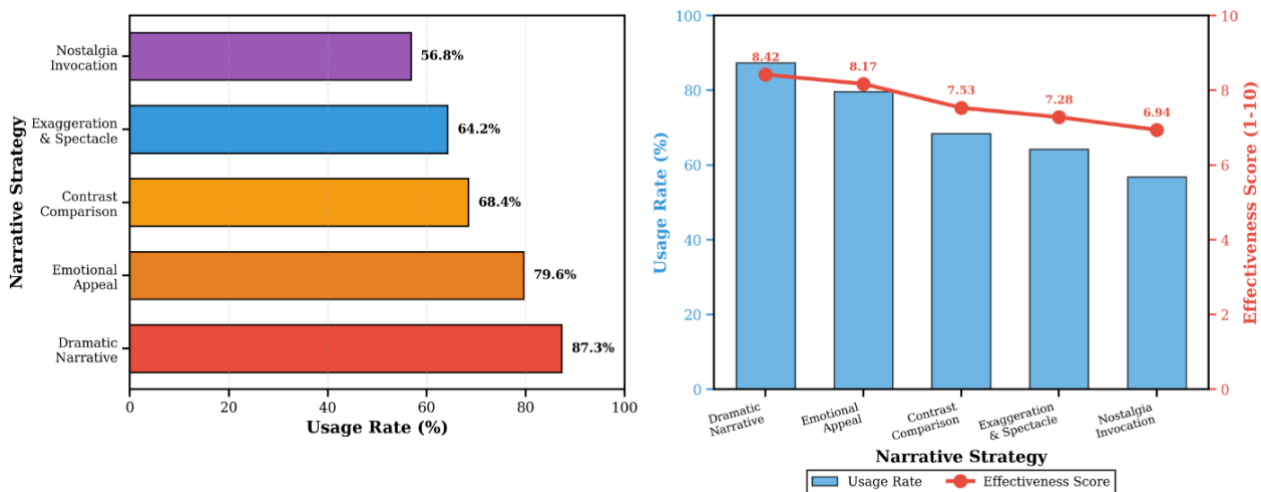 Narrative Strategy
Nostalgia
Invocation
56.8%
Exaggeration
& Spectacle
64.2%
Contrast
Comparison
68.4%
Emotional
Appeal
79.6%
Dramatic
Narrative
87.3%
0 20 40 60 80 100
Usage Rate (%)
Usage Rate (%)
100
80
60
40
20
0
8.42
8.17
7.53
7.28
6.94
10
8
6
4
2
0
Effectiveness Score (1-10)
Dramatic
Narrative
Emotional
Appeal
Contrast
Comparison
Exaggeration
& Spectacle
Nostalgia
Invocation
Narrative Strategy
Usage Rate
Effectiveness Score